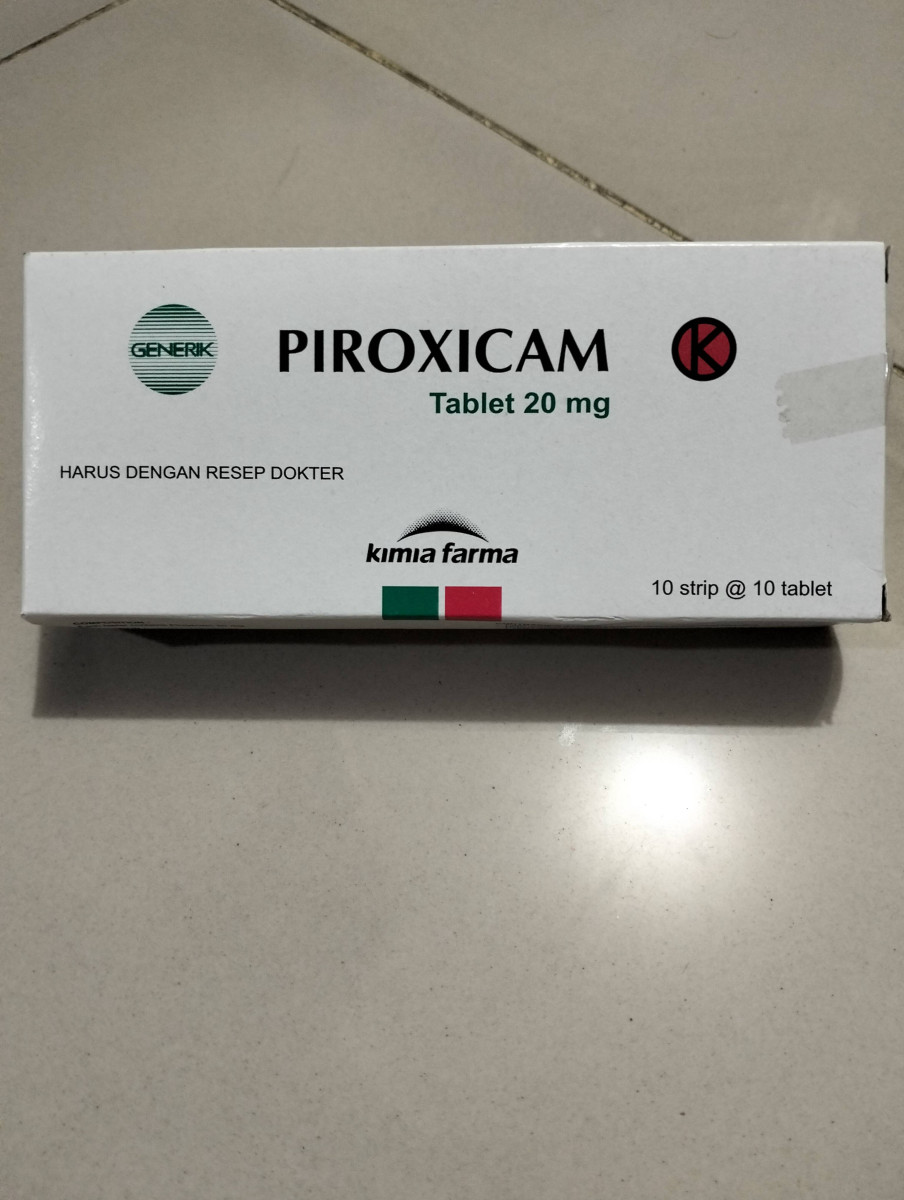 GENERIK
PIROXICAM
K
Tablet 20 mg
HARUS DENGAN RESEP DOKTER
kimia farma
10 strip @ 10 tablet